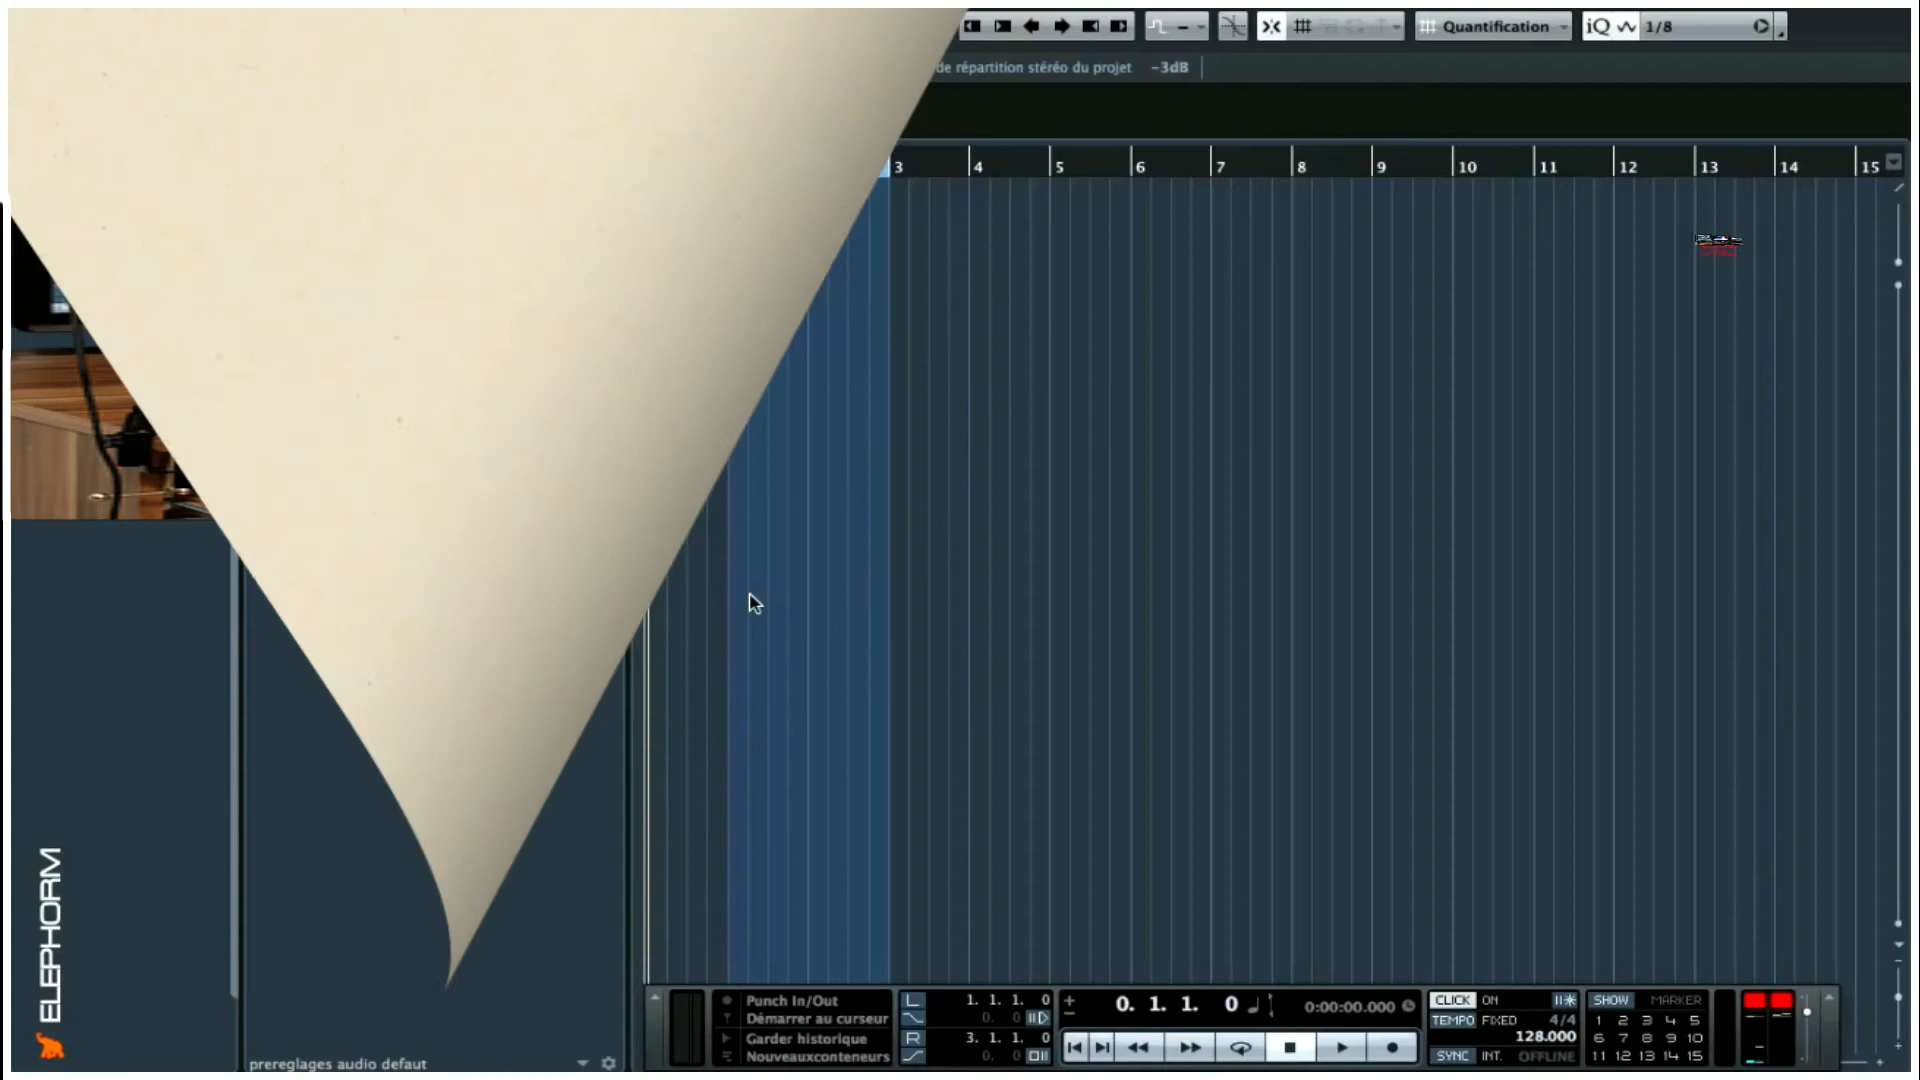 Quantification
iQ 1/8
de répartition stéréo du projet -3dB
3 4 5 6 7 8 9 10 11 12 13 14 15
ELEPHORM
prereglages audio defaut
Punch In/Out
Démarrer au curseur
Garder historique
Nouveauxconteneurs
L 1. 1. 1. 0
0. 0
R 3. 1. 1. 0
0. 0
0. 1. 1. 0
0:00:00.000
CLICK ON
TEMPO FIXED 4/4
128.000
SYNC INT. OFFLINE
SHOW MARKER
1 2 3 4 5
6 7 8 9 10
11 12 13 14 15